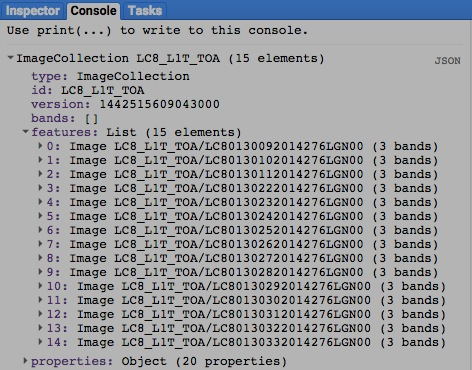 Inspector Console Tasks
Use print(...) to write to this console.
ImageCollection LC8_L1T_TOA (15 elements) JSON
type: ImageCollection
id: LC8_L1T_TOA
version: 1442515609043000
bands: []
features: List (15 elements)
0: Image LC8_L1T_TOA/LC80130092014276LGN00 (3 bands)
1: Image LC8_L1T_TOA/LC80130102014276LGN00 (3 bands)
2: Image LC8_L1T_TOA/LC80130112014276LGN00 (3 bands)
3: Image LC8_L1T_TOA/LC80130222014276LGN00 (3 bands)
4: Image LC8_L1T_TOA/LC80130232014276LGN00 (3 bands)
5: Image LC8_L1T_TOA/LC80130242014276LGN00 (3 bands)
6: Image LC8_L1T_TOA/LC80130252014276LGN00 (3 bands)
7: Image LC8_L1T_TOA/LC80130262014276LGN00 (3 bands)
8: Image LC8_L1T_TOA/LC80130272014276LGN00 (3 bands)
9: Image LC8_L1T_TOA/LC80130282014276LGN00 (3 bands)
10: Image LC8_L1T_TOA/LC80130292014276LGN00 (3 bands)
11: Image LC8_L1T_TOA/LC80130302014276LGN00 (3 bands)
12: Image LC8_L1T_TOA/LC80130312014276LGN00 (3 bands)
13: Image LC8_L1T_TOA/LC80130322014276LGN00 (3 bands)
14: Image LC8_L1T_TOA/LC80130332014276LGN00 (3 bands)
properties: Object (20 properties)